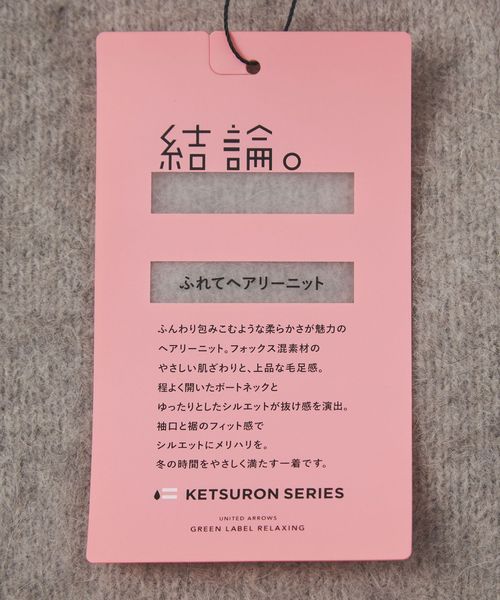 結論。
ふれてヘアリーニット
ふんわり包みこむような柔らかさが魅力の
ヘアリーニット。フォックス混素材の
やさしい肌ざわりと、上品な毛足感。
程よく開いたボートネックと
ゆったりとしたシルエットが抜け感を演出。
袖口と裾のフィット感で
シルエットにメリハリを。
冬の時間をやさしく満たす一着です。
KETSURON SERIES
UNITED ARROWS
GREEN LABEL RELAXING